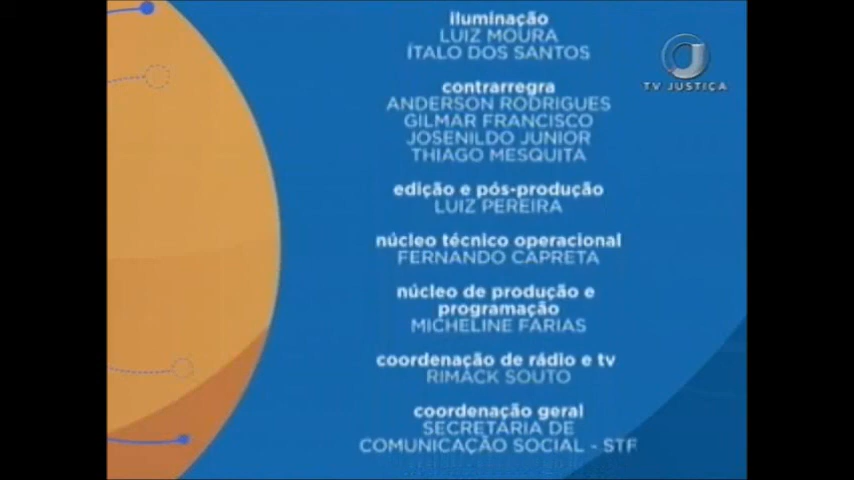 iluminação
LUIZ MOURA
ÍTALO DOS SANTOS
TV JUSTIÇA
contrarregra
ANDERSON RODRIGUES
GILMAR FRANCISCO
JOSENILDO JUNIOR
THIAGO MESQUITA
edição e pós-produção
LUIZ PEREIRA
núcleo técnico operacional
FERNANDO CAPRETA
núcleo de produção e
programação
MICHELINE FARIAS
coordenação de rádio e tv
RIMACK SOUTO
coordenação geral
SECRETARIA DE
COMUNICAÇÃO SOCIAL - STF